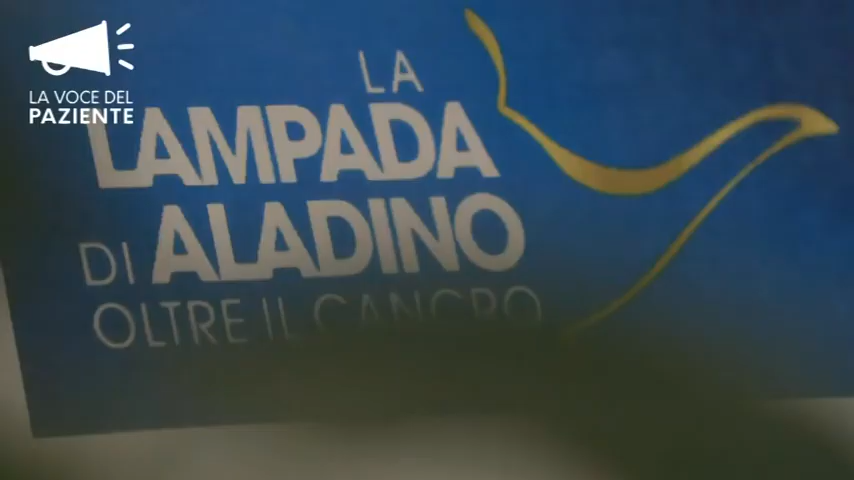 LA VOCE DEL
PAZIENTE
LA
LAMPADA
DI ALADINO
OLTRE IL CANCRO